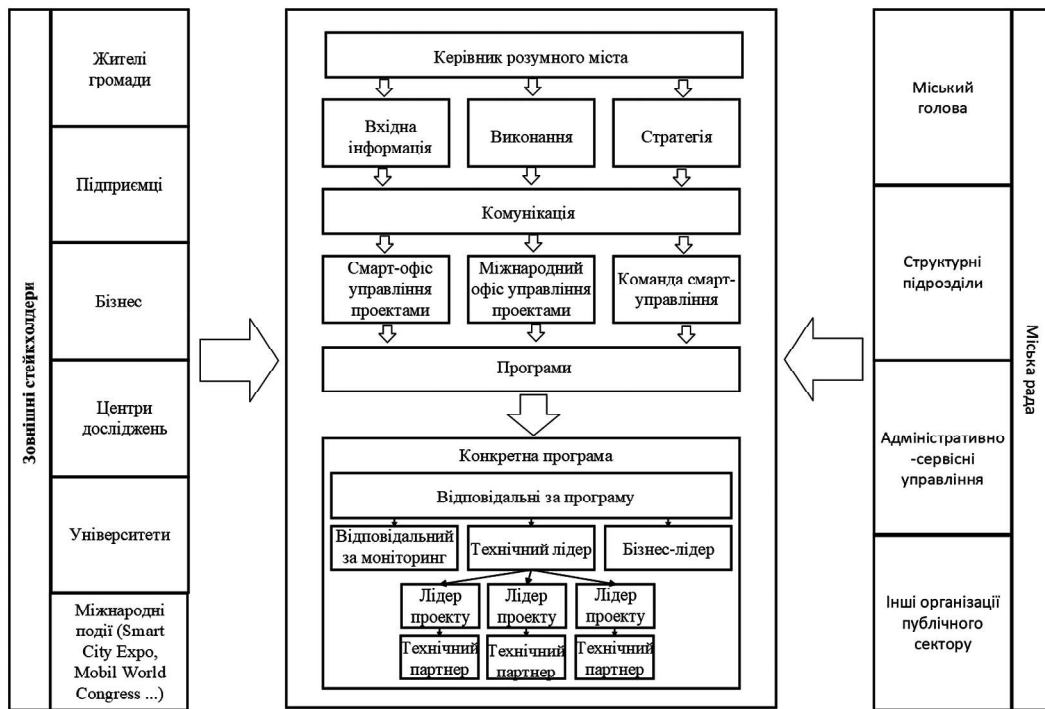 Зовнішні стейкхолдери
Жителі
громади
Підприємці
Бізнес
Центри
досліджень
Університети
Міжнародні
події (Smart
City Expo,
Mobil World
Congress ...)
Керівник розумного міста
Вхідна
інформація
Виконання
Стратегія
Комунікація
Смарт-офіс
управління
проектами
Міжнародний
офіс управління
проектами
Команда смарт-
управління
Програми
Конкретна програма
Відповідальні за програму
Відповідальний
за моніторинг
Технічний лідер
Бізнес-лідер
Лідер
проекту
Лідер
проекту
Лідер
проекту
Технічний
партнер
Технічний
партнер
Технічний
партнер
Міський
голова
Структурні
підрозділи
Адміністративно
-сервісні
управління
Інші організації
публічного
сектору
Міська рада